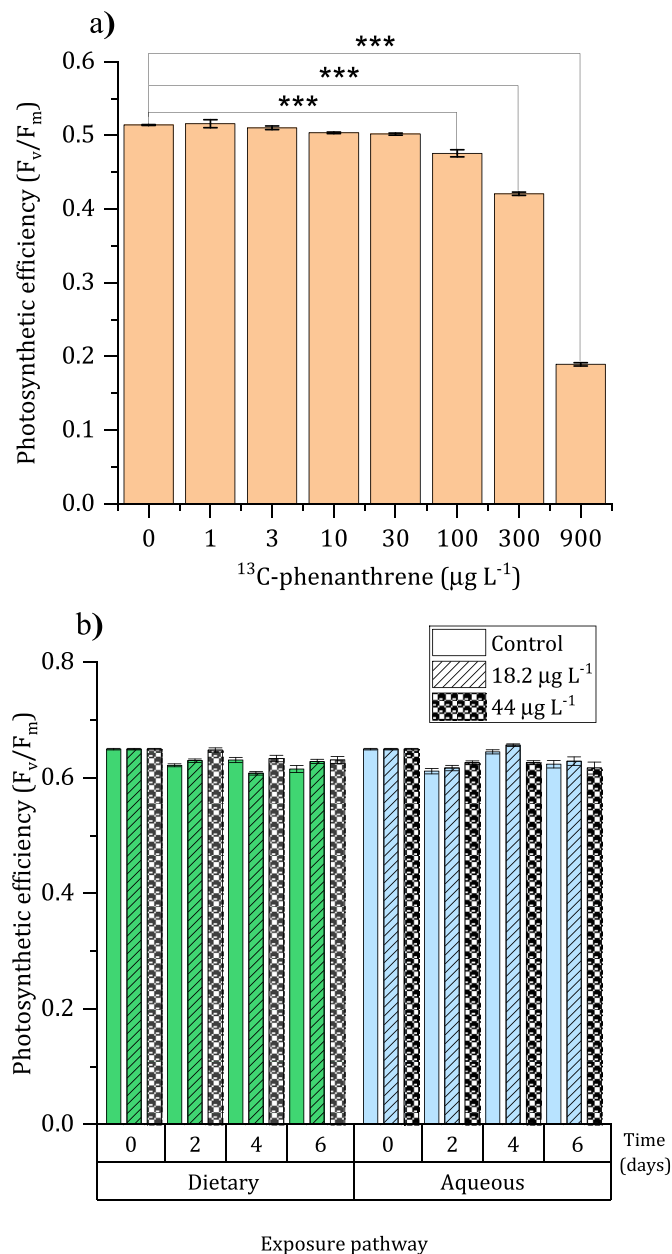 a)
***
***
***
0.6
0.5
0.4
0.3
0.2
0.1
0.0
Photosynthetic efficiency (Fv/Fm)
0 1 3 10 30 100 300 900
¹³C-phenanthrene (µg L⁻¹)
b)
Control
18.2 µg L⁻¹
44 µg L⁻¹
0.8
0.6
0.4
0.2
0.0
Photosynthetic efficiency (Fv/Fm)
0 2 4 6 0 2 4 6 Time
(days)
Dietary Aqueous
Exposure pathway